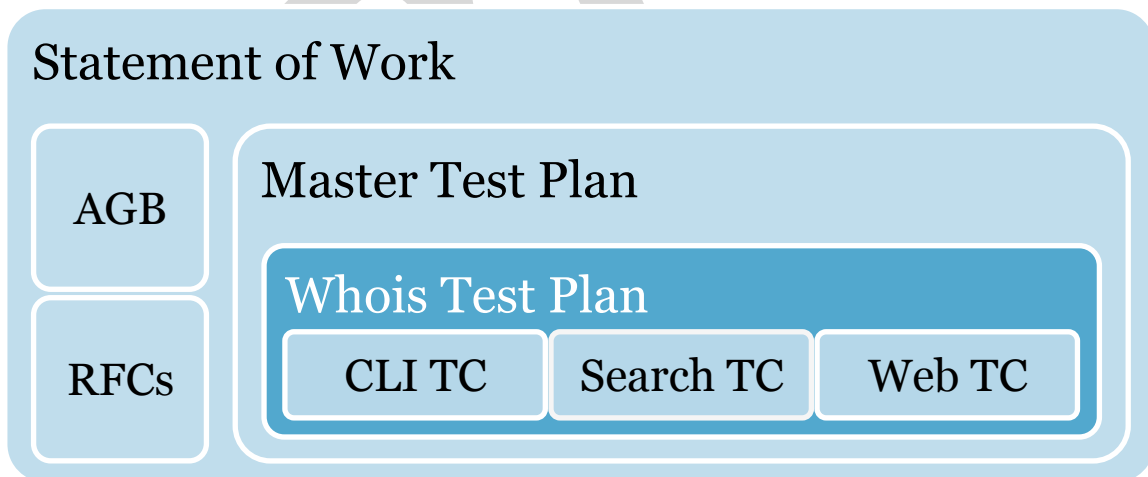 Statement of Work
AGB
RFCs
Master Test Plan
Whois Test Plan
CLI TC
Search TC
Web TC